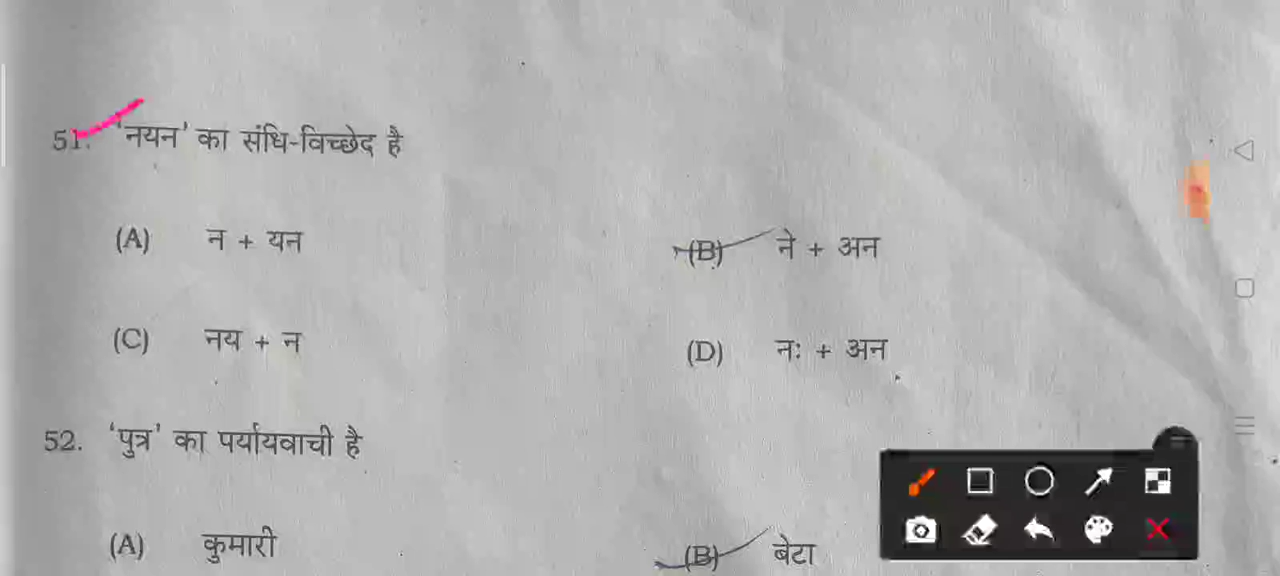 51. 'नयन' का संधि-विच्छेद है
(A) न + यन
(B) ने + अन
(C) नय + न
(D) नः + अन
52. 'पुत्र' का पर्यायवाची है
(A) कुमारी
(B) बेटा